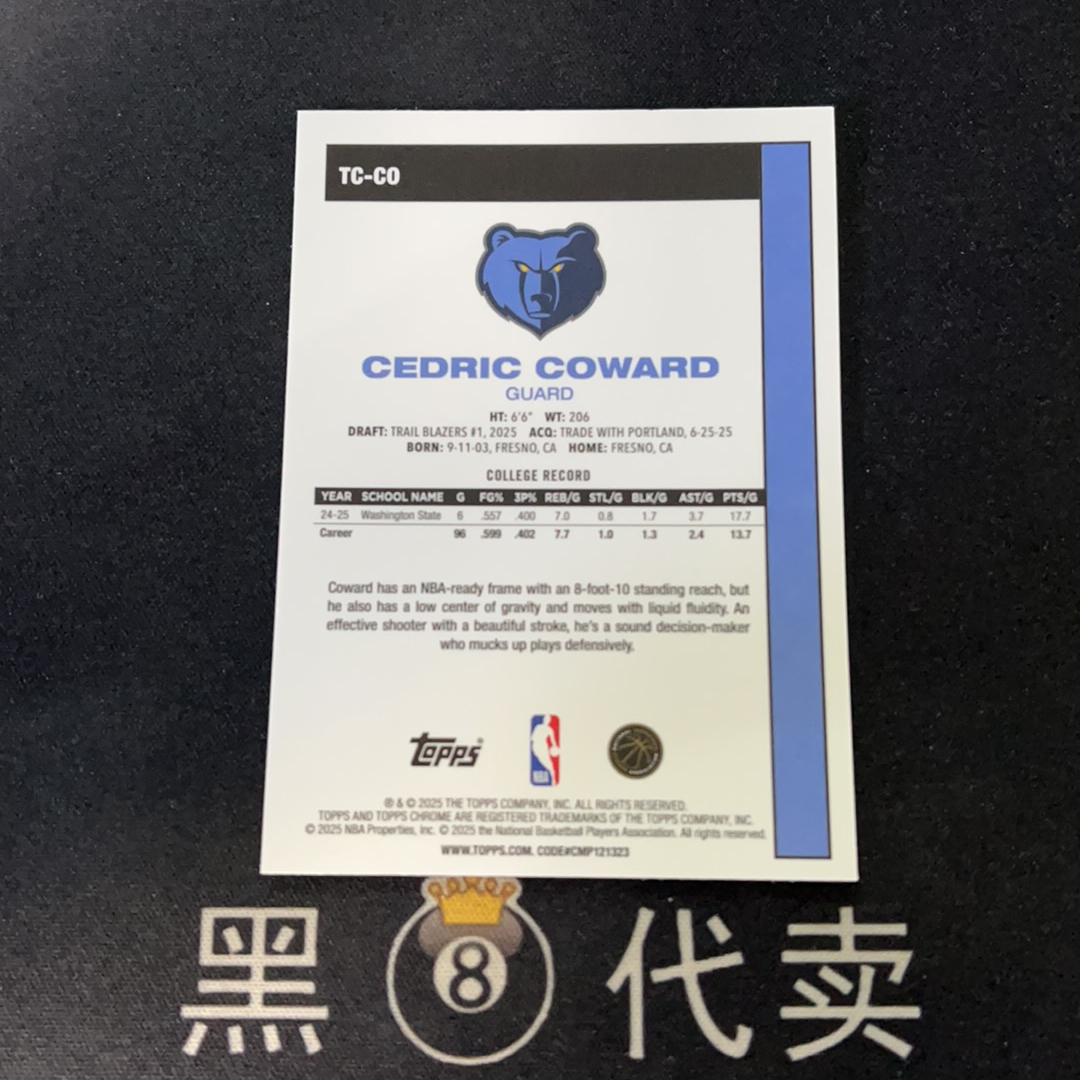 TC-CO
CEDRIC COWARD
GUARD
HT: 6'6" WT: 206
DRAFT: TRAIL BLAZERS #1, 2025 ACQ: TRADE WITH PORTLAND, 6-25-25
BORN: 9-11-03, FRESNO, CA HOME: FRESNO, CA
COLLEGE RECORD
YEAR SCHOOL NAME G FG% 3P% REB/G STL/G BLK/G AST/G PTS/G
24-25 Washington State 6 .557 .400 7.0 0.8 1.7 3.7 17.7
Career 96 .599 .402 7.7 1.0 1.3 2.4 13.7
Coward has an NBA-ready frame with an 8-foot-10 standing reach, but
he also has a low center of gravity and moves with liquid fluidity. An
effective shooter with a beautiful stroke, he's a sound decision-maker
who mucks up plays defensively.
topps
NBA
® & © 2025 THE TOPPS COMPANY, INC. ALL RIGHTS RESERVED.
TOPPS AND TOPPS CHROME ARE REGISTERED TRADEMARKS OF THE TOPPS COMPANY, INC.
© 2025 NBA Properties, Inc. © 2025 the National Basketball Players Association. All rights reserved.
WWW.TOPPS.COM. CODE#CMP121323
黑8代卖